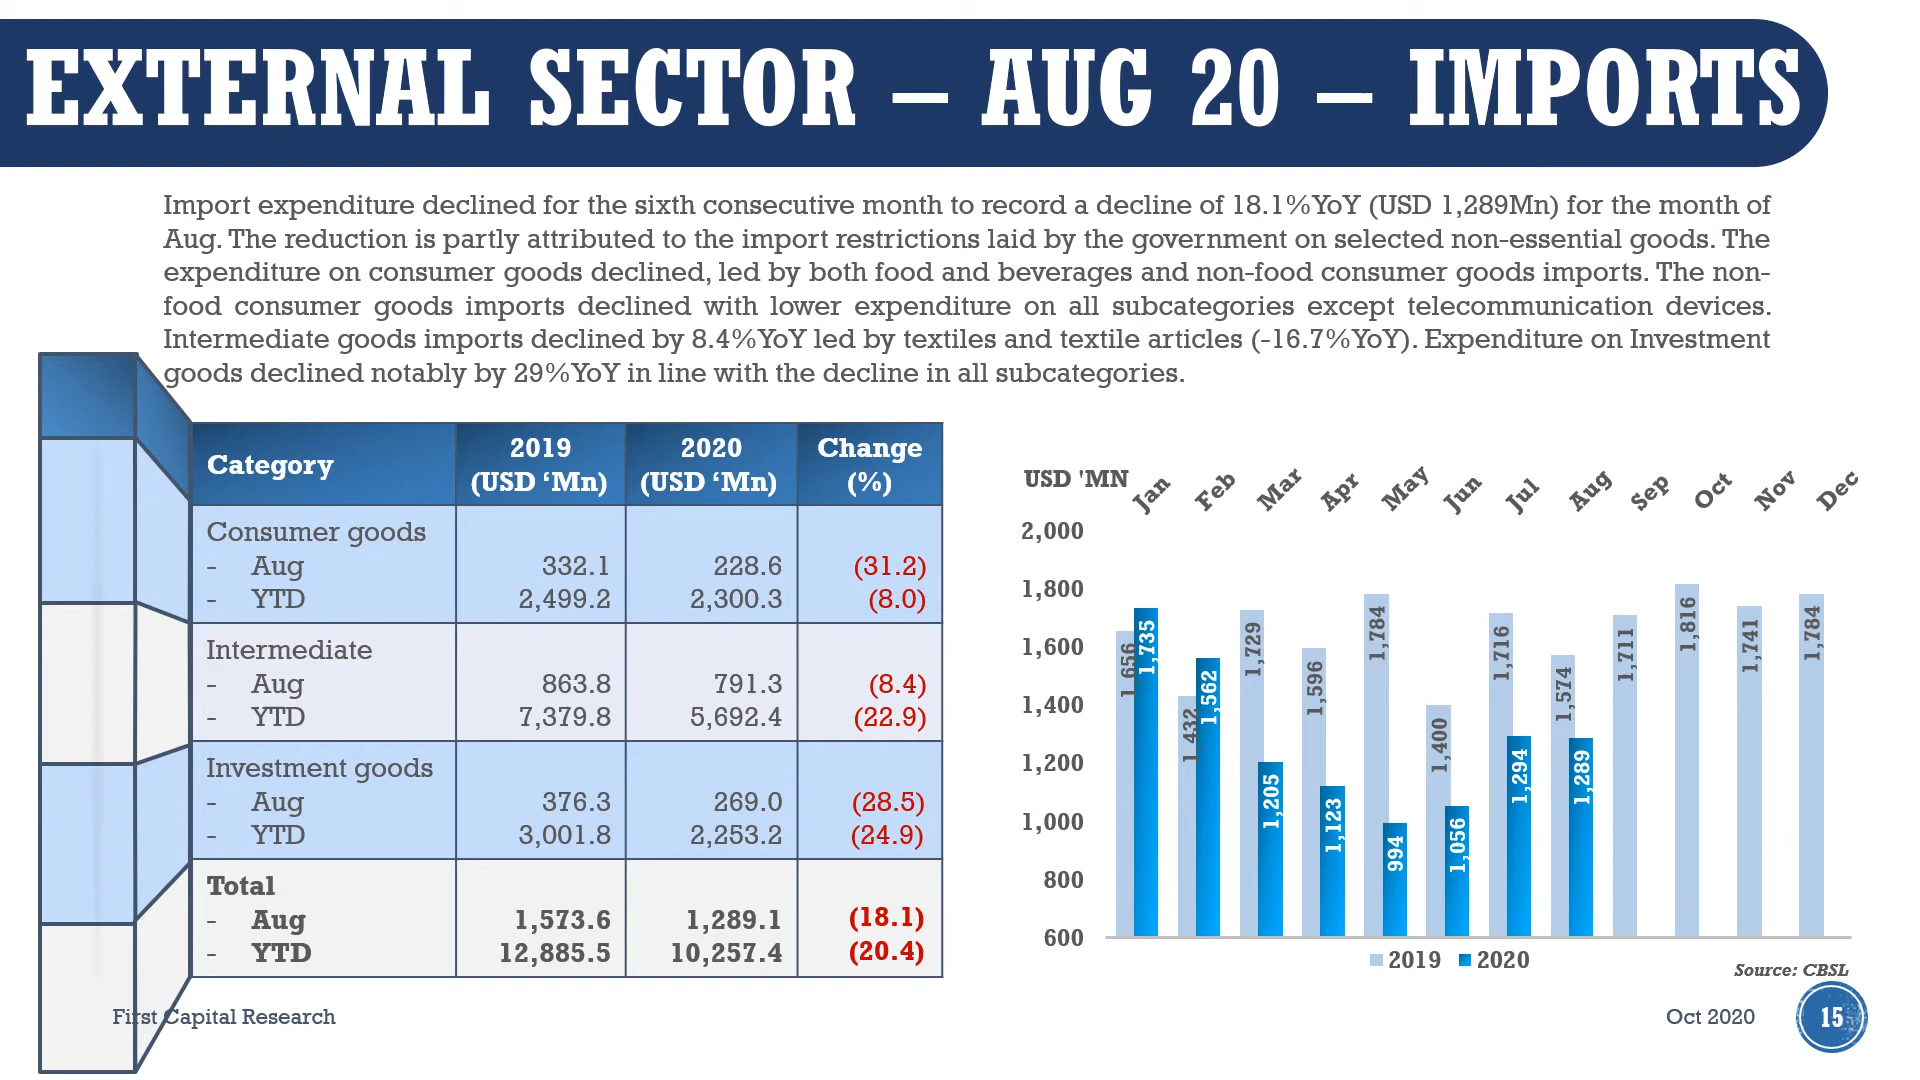 EXTERNAL SECTOR – AUG 20 – IMPORTS
Import expenditure declined for the sixth consecutive month to record a decline of 18.1%YoY (USD 1,289Mn) for the month of
Aug. The reduction is partly attributed to the import restrictions laid by the government on selected non-essential goods. The
expenditure on consumer goods declined, led by both food and beverages and non-food consumer goods imports. The non-
food consumer goods imports declined with lower expenditure on all subcategories except telecommunication devices.
Intermediate goods imports declined by 8.4%YoY led by textiles and textile articles (-16.7%YoY). Expenditure on Investment
goods declined notably by 29%YoY in line with the decline in all subcategories.
Category 2019 (USD ‘Mn) 2020 (USD ‘Mn) Change (%)
Consumer goods
- Aug 332.1 228.6 (31.2)
- YTD 2,499.2 2,300.3 (8.0)
Intermediate
- Aug 863.8 791.3 (8.4)
- YTD 7,379.8 5,692.4 (22.9)
Investment goods
- Aug 376.3 269.0 (28.5)
- YTD 3,001.8 2,253.2 (24.9)
Total
- Aug 1,573.6 1,289.1 (18.1)
- YTD 12,885.5 10,257.4 (20.4)
USD 'MN
Jan Feb Mar Apr May Jun Jul Aug Sep Oct Nov Dec
2,000
1,800
1,600
1,400
1,200
1,000
800
600
1,656 1,432 1,729 1,596 1,784 1,400 1,716 1,574 1,711 1,816 1,741 1,784
1,735 1,562 1,205 1,123 994 1,056 1,294 1,289
2019 2020
Source: CBSL
First Capital Research
Oct 2020
15